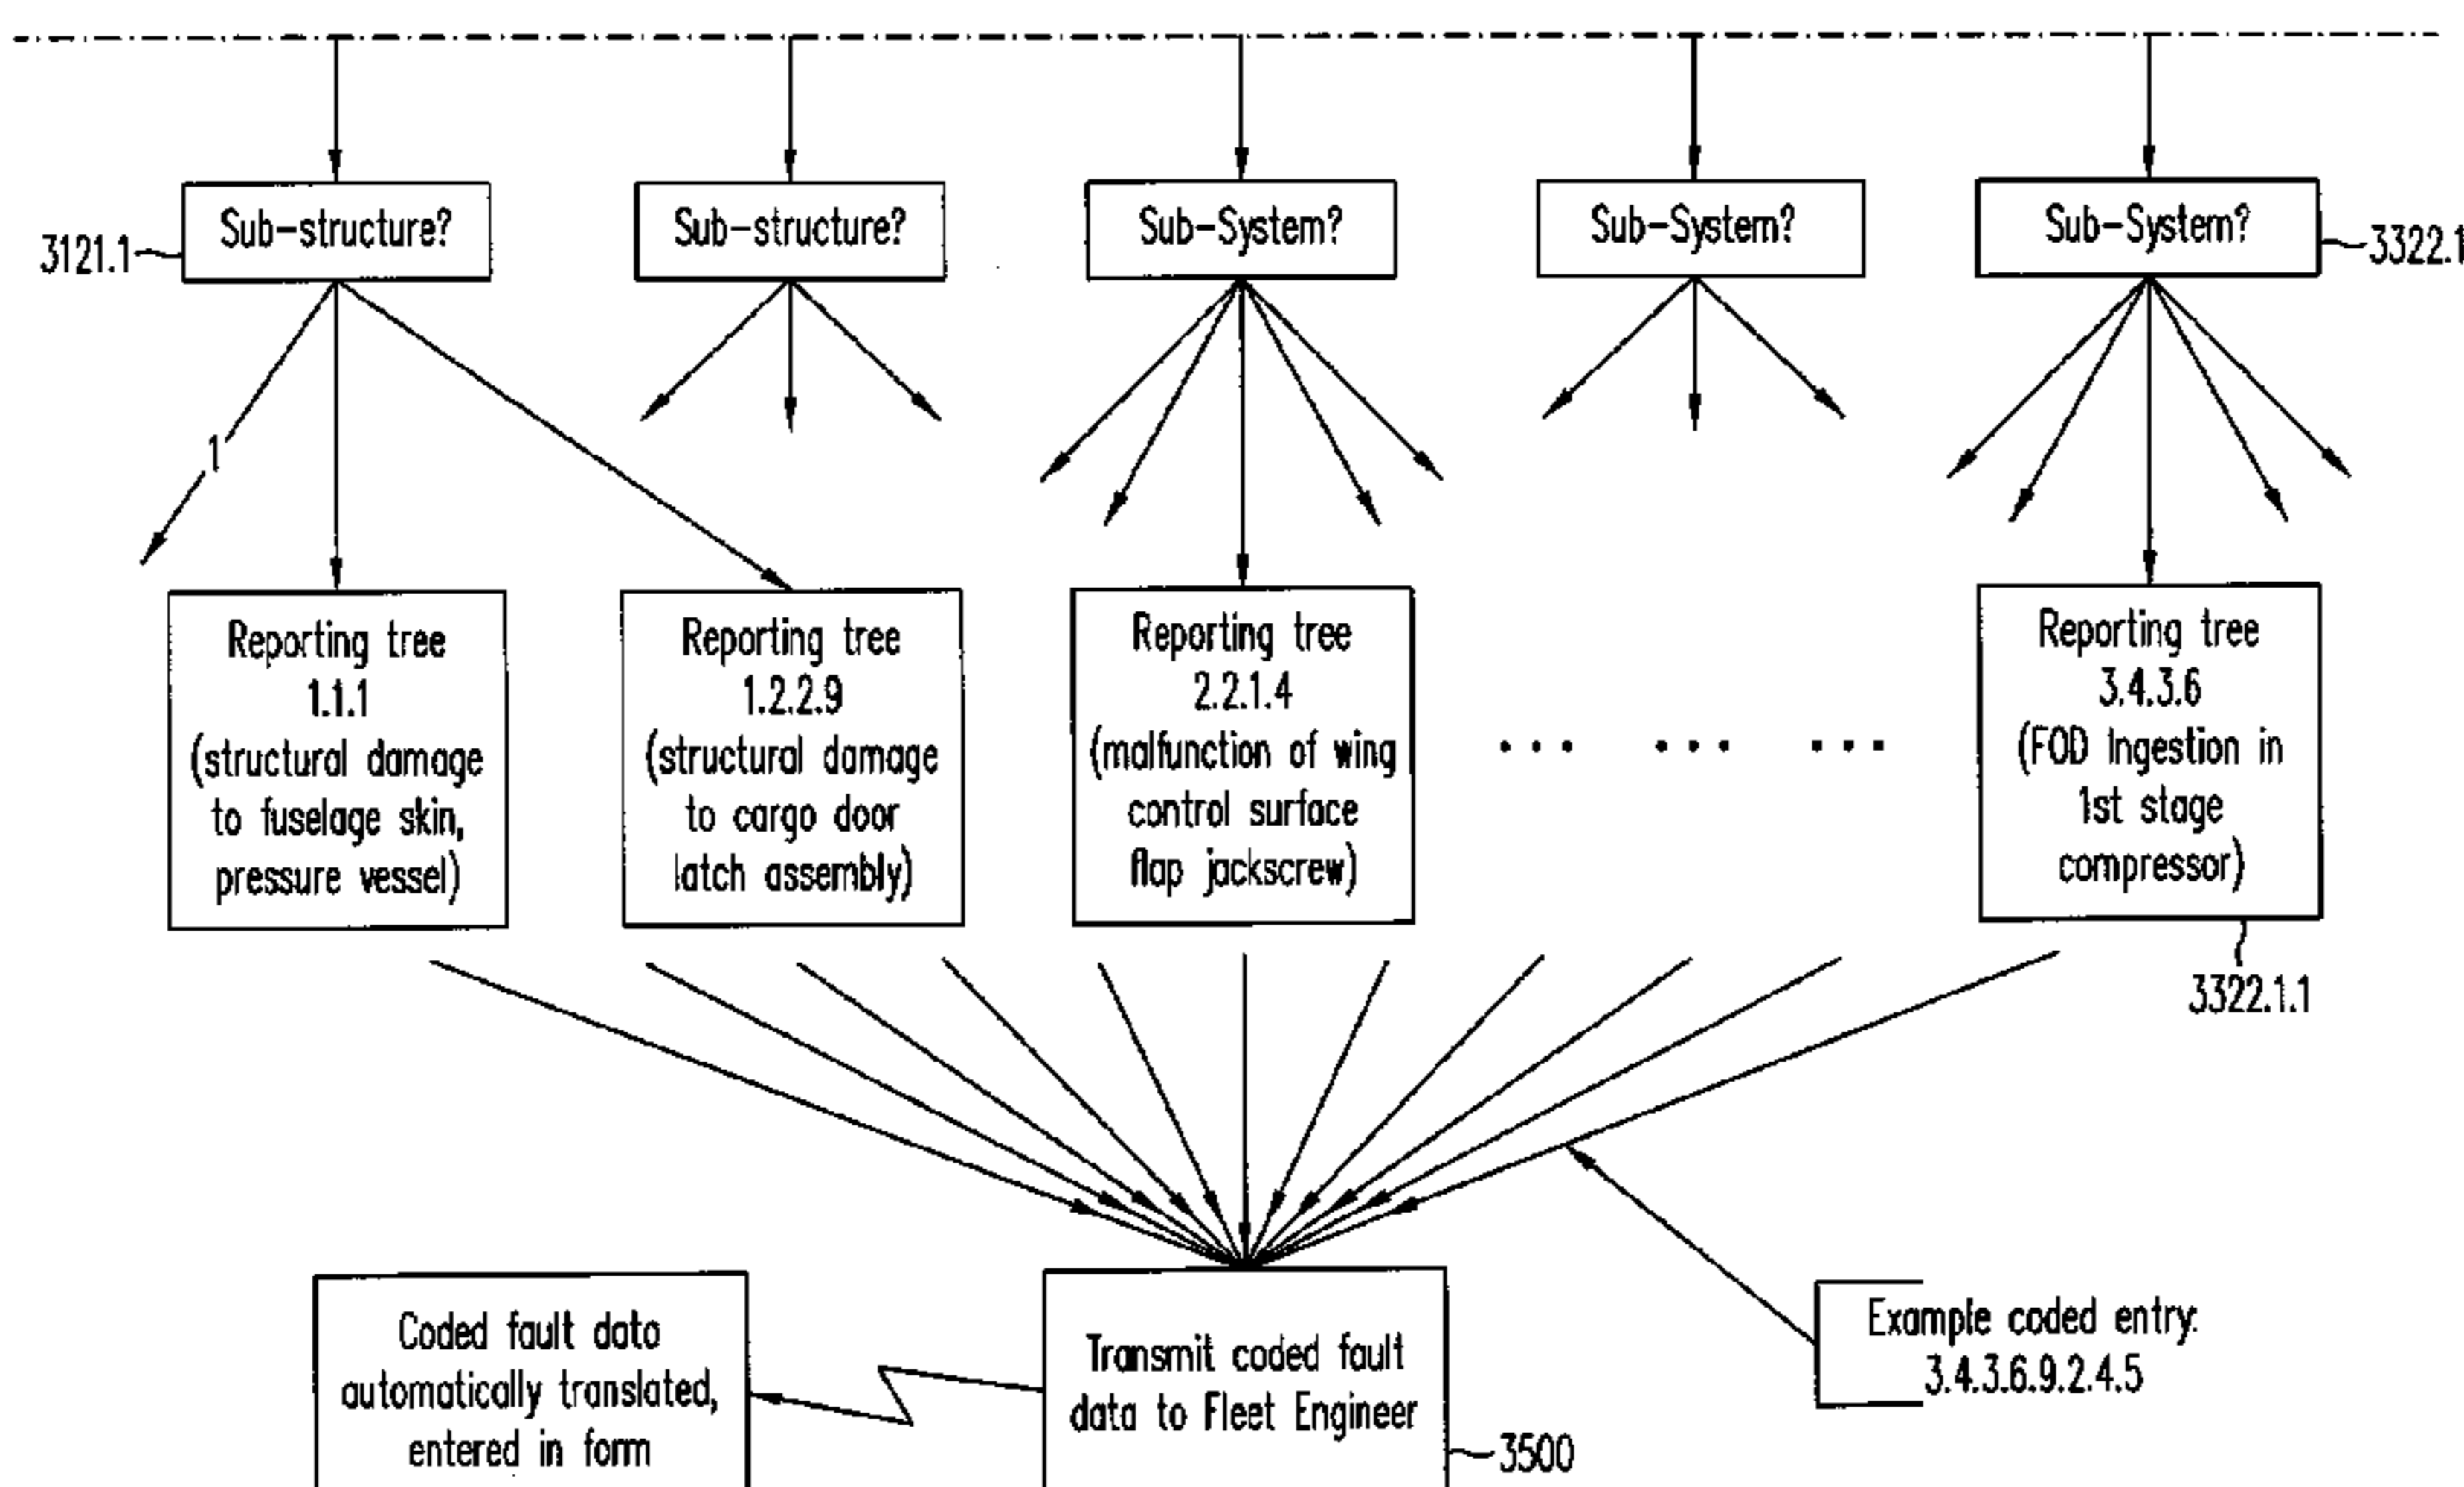 Sub-structure?
Sub-structure?
Sub-System?
Sub-System?
Sub-System?
3121.1
3322.1
1
Reporting tree
1.1.1
(structural damage
to fuselage skin,
pressure vessel)
Reporting tree
1.2.2.9
(structural damage
to cargo door
latch assembly)
Reporting tree
2.2.1.4
(malfunction of wing
control surface
flap jackscrew)
... ... ...
Reporting tree
3.4.3.6
(FOD Ingestion in
1st stage
compressor)
3322.1.1
Coded fault data
automatically translated,
entered in form
Transmit coded fault
data to Fleet Engineer
3500
Example coded entry:
3.4.3.6.9.2.4.5